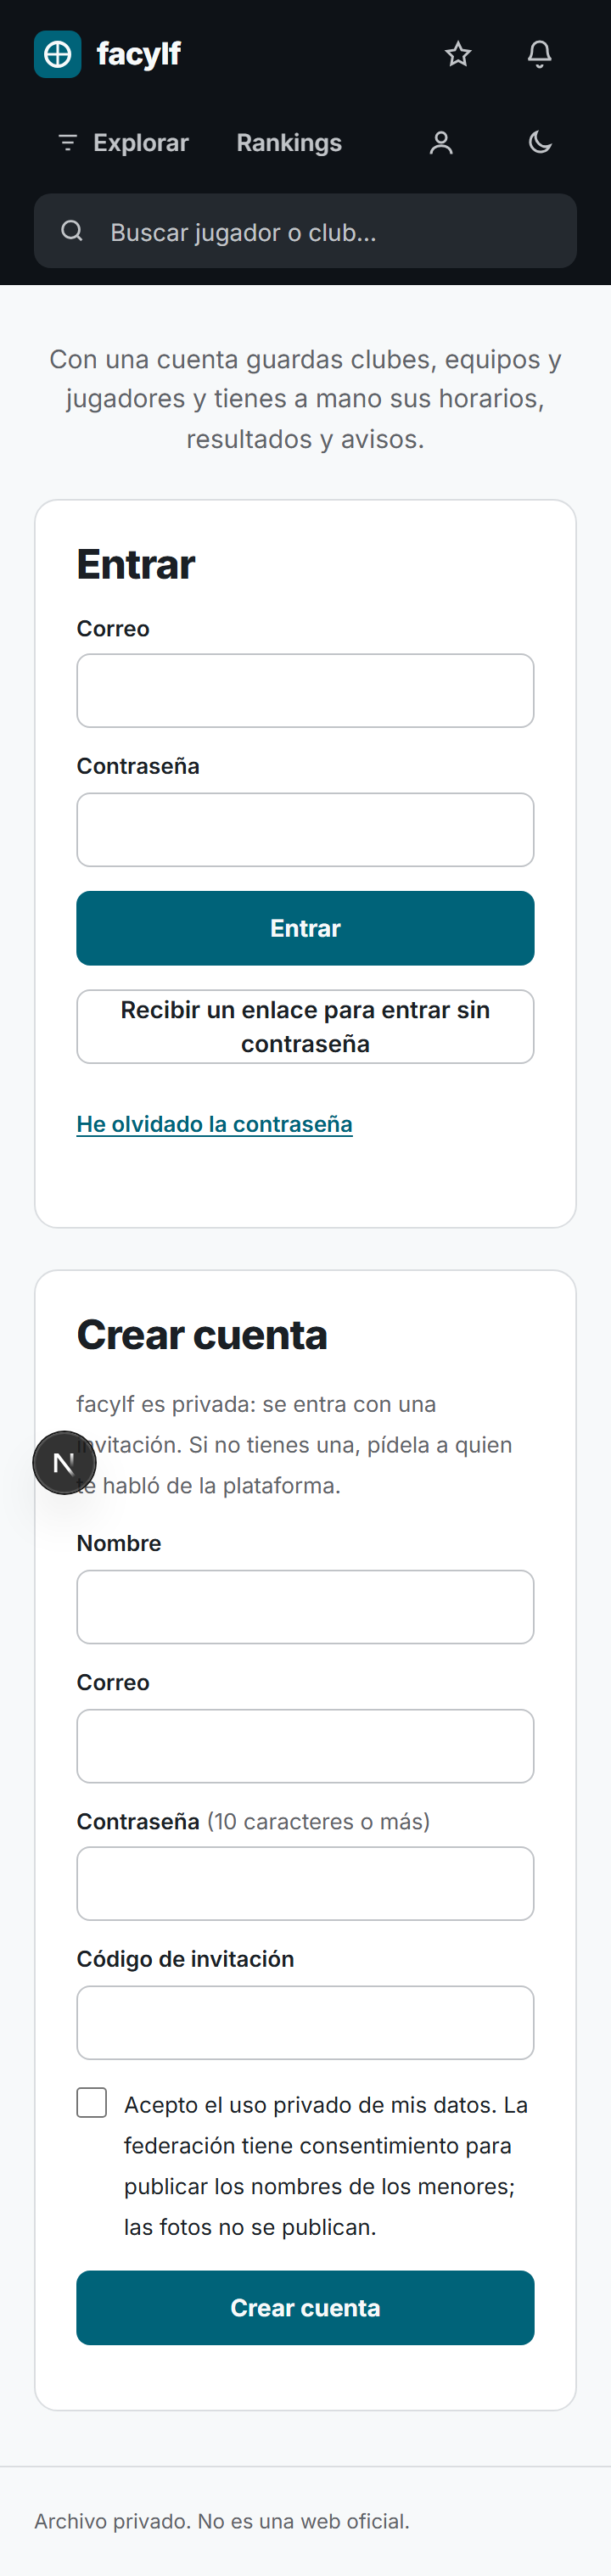 facylf
Explorar
Rankings
Buscar jugador o club...
Con una cuenta guardas clubes, equipos y
jugadores y tienes a mano sus horarios,
resultados y avisos.
Entrar
Correo
Contraseña
Entrar
Recibir un enlace para entrar sin
contraseña
He olvidado la contraseña
Crear cuenta
facylf es privada: se entra con una
invitación. Si no tienes una, pídela a quien
te habló de la plataforma.
N
Nombre
Correo
Contraseña (10 caracteres o más)
Código de invitación
Acepto el uso privado de mis datos. La
federación tiene consentimiento para
publicar los nombres de los menores;
las fotos no se publican.
Crear cuenta
Archivo privado. No es una web oficial.